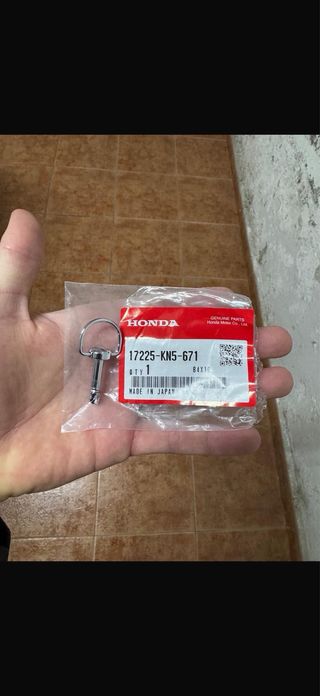 HONDA
GENUINE PARTS
Honda Motor Co., Ltd.
17225-KN5-671
QTY 1
MADE IN JAPAN